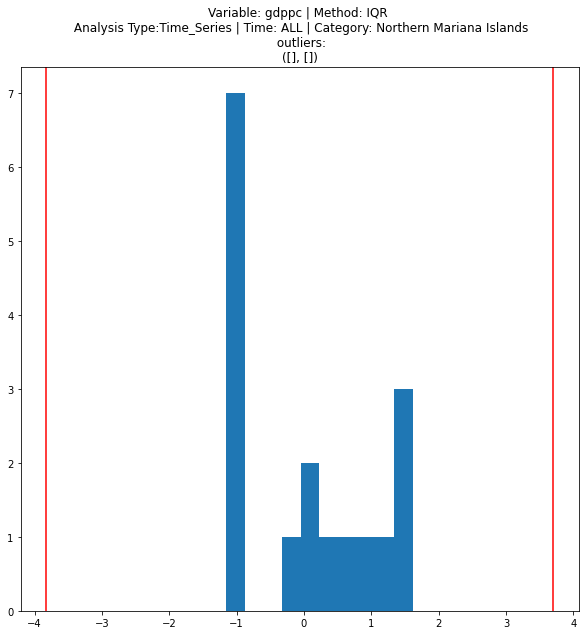 Variable: gdppc | Method: IQR
Analysis Type:Time_Series | Time: ALL | Category: Northern Mariana Islands
outliers:
([], [])
7
6
5
4
3
2
1
0
−4 −3 −2 −1 0 1 2 3 4